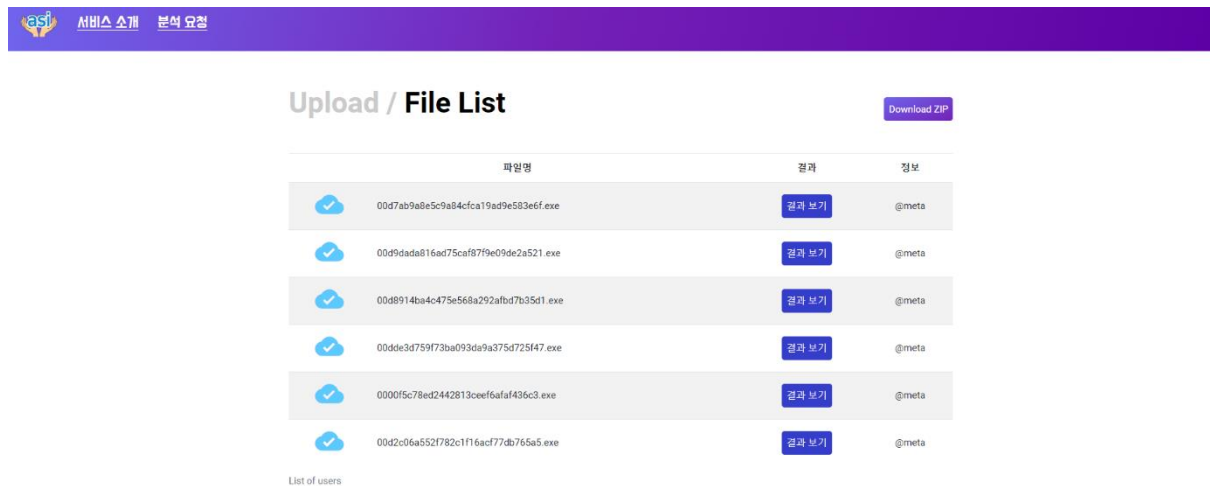 asi 서비스 소개 분석 요청
Upload / File List
Download ZIP
파일명 결과 정보
00d7ab9a8e5c9a84cfca19ad9e583e6f.exe 결과 보기 @meta
00d9dada816ad75caf87f9e09de2a521.exe 결과 보기 @meta
00d8914ba4c475e568a292afbd7b35d1.exe 결과 보기 @meta
00dde3d759f73ba093da9a375d725f47.exe 결과 보기 @meta
0000f5c78ed2442813ceef6afaf436c3.exe 결과 보기 @meta
00d2c06a552f782c1f16acf77db765a5.exe 결과 보기 @meta
List of users